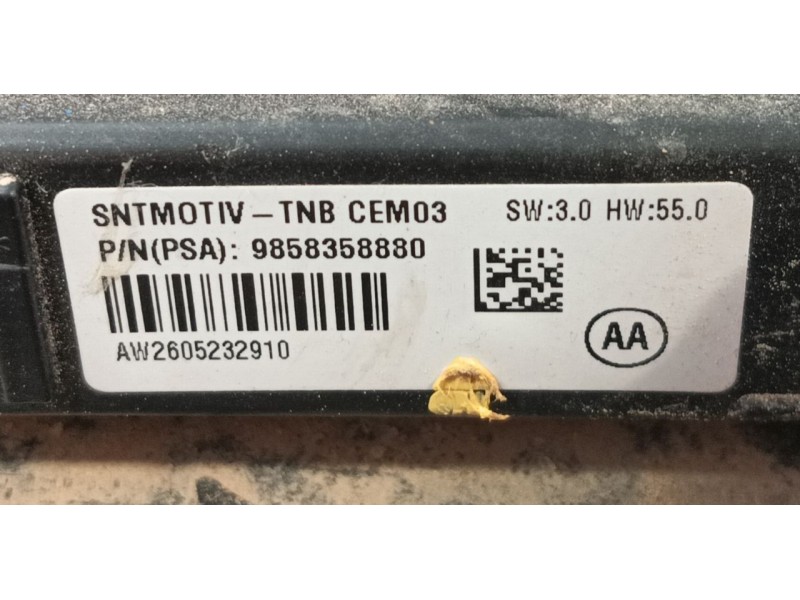 SNTMOTIV-TNB CEM03 SW:3.0 HW:55.0
P/N(PSA): 9858358880
AW2605232910
AA